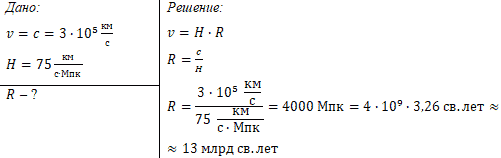 Дано:
v = c = 3 · 10⁵ км/с
H = 75 км/(с·Мпк)
R – ?
Решение:
v = H · R
R = c/H
R = (3 · 10⁵ км/с)/(75 км/(с · Мпк)) = 4000 Мпк = 4 · 10⁹ · 3,26 св. лет ≈
≈ 13 млрд св. лет